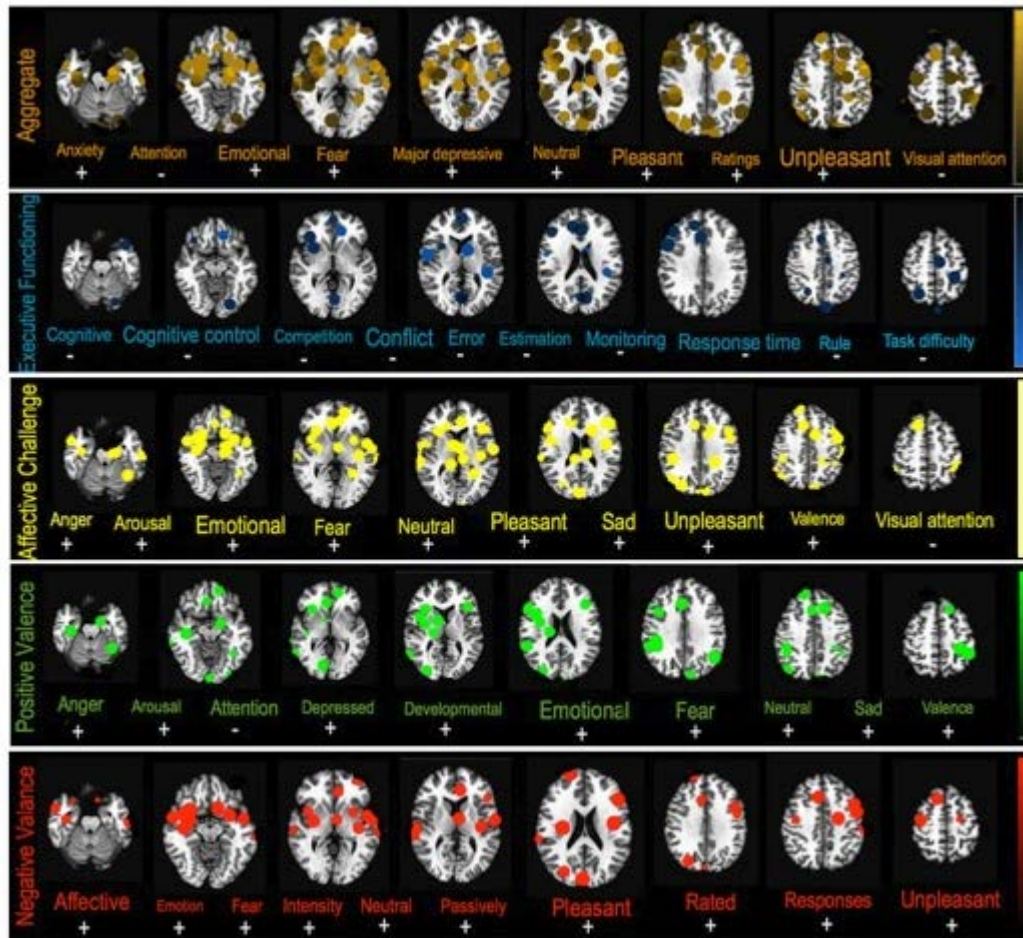 Aggregate
Anxiety Attention Emotional Fear Major depressive Neutral Pleasant Ratings Unpleasant Visual attention
+ - + + + + + + + -
Executive Functioning
Cognitive Cognitive control Competition Conflict Error Estimation Monitoring Response time Rule Task difficulty
- - - - - - - - - -
Affective Challenge
Anger Arousal Emotional Fear Neutral Pleasant Sad Unpleasant Valence Visual attention
+ + + + + + + + + -
Positive Valence
Anger Arousal Attention Depressed Developmental Emotional Fear Neutral Sad Valence
+ + - + + + + + + +
Negative Valance
Affective Emotion Fear Intensity Neutral Passively Pleasant Rated Responses Unpleasant
+ + + + + + + + + +